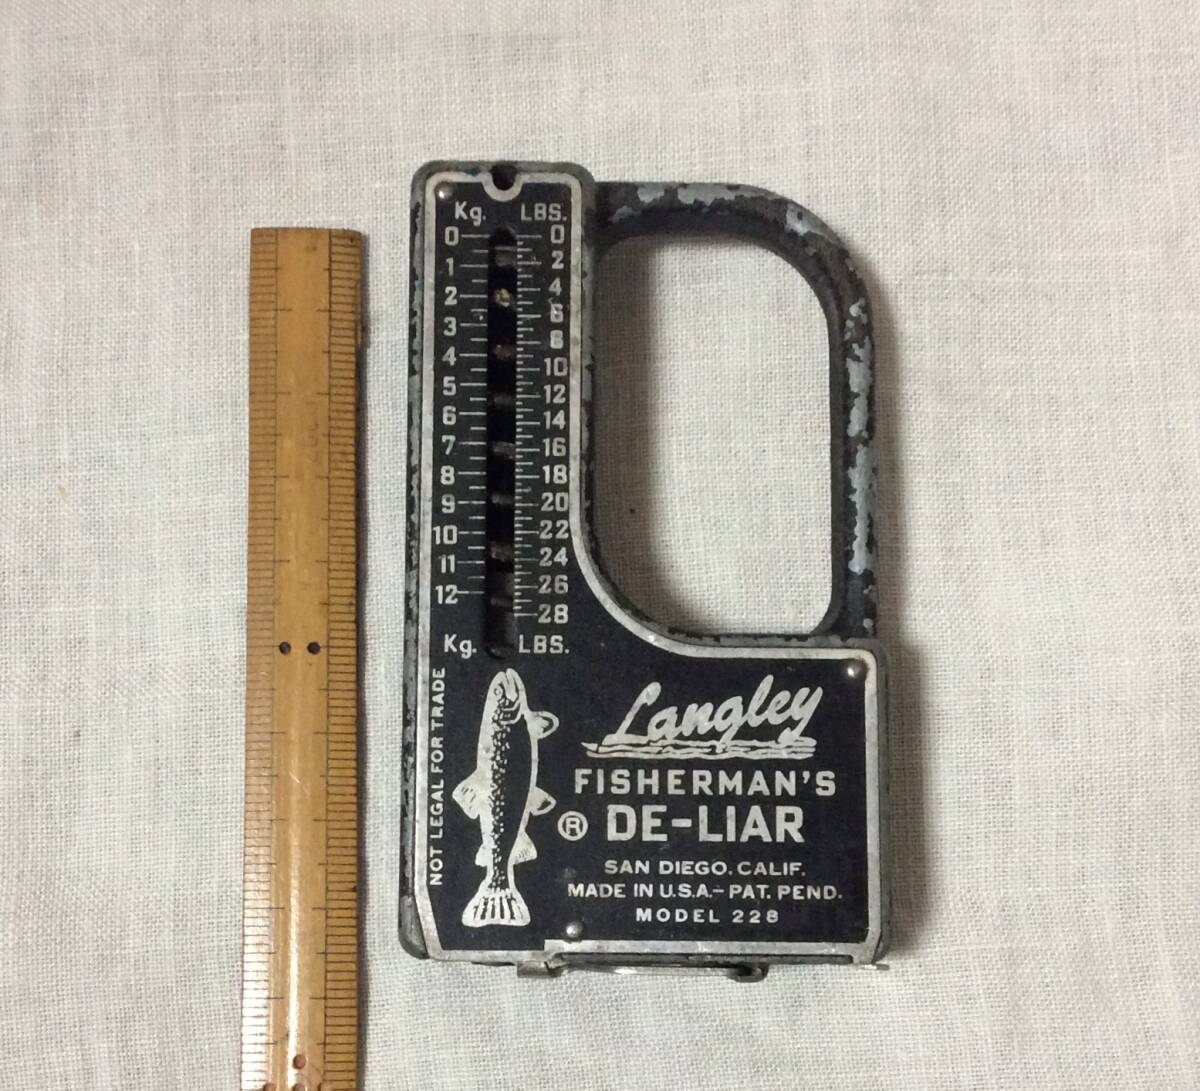 Kg. LBS.
0 0
1 2
2 4
3 6
4 8
5 10
6 12
7 14
8 16
9 18
10 20
11 22
12 24
26
28
Kg. LBS.
NOT LEGAL FOR TRADE
Langley
FISHERMAN'S
® DE-LIAR
SAN DIEGO, CALIF.
MADE IN U.S.A.-PAT. PEND.
MODEL 228